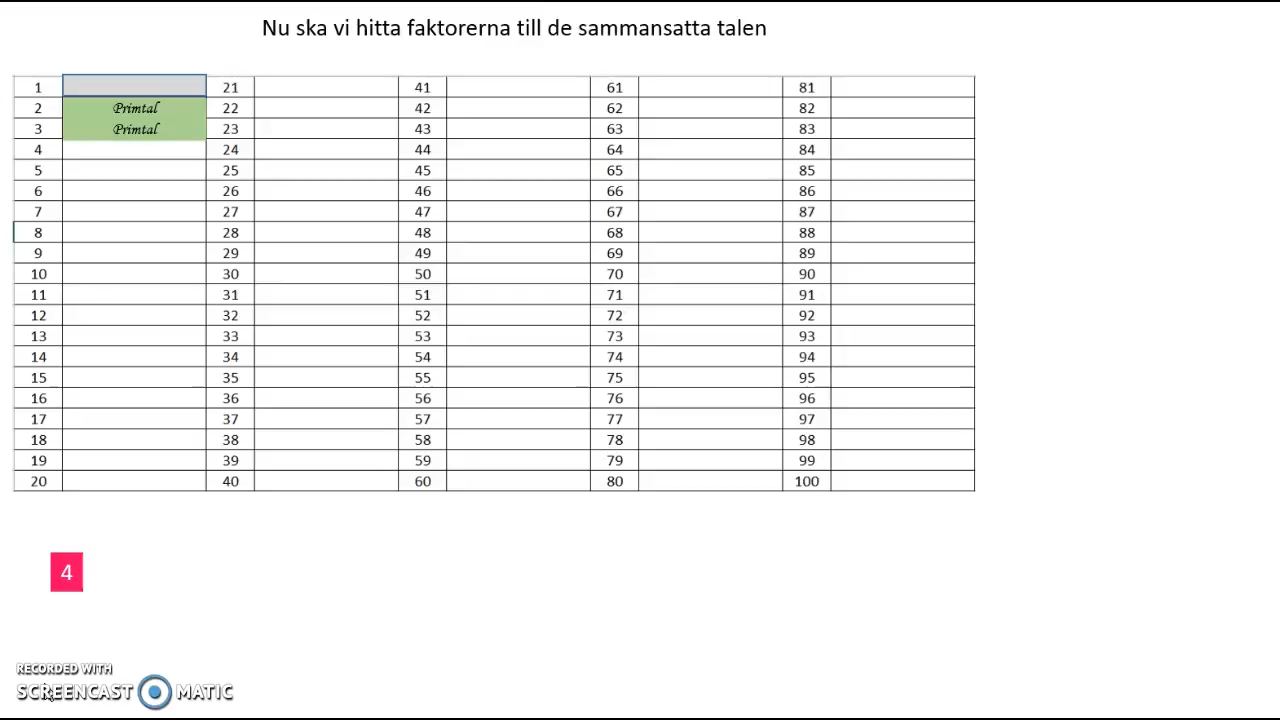 Nu ska vi hitta faktorerna till de sammansatta talen
1 21 41 61 81
2 Primtal 22 42 62 82
3 Primtal 23 43 63 83
4 24 44 64 84
5 25 45 65 85
6 26 46 66 86
7 27 47 67 87
8 28 48 68 88
9 29 49 69 89
10 30 50 70 90
11 31 51 71 91
12 32 52 72 92
13 33 53 73 93
14 34 54 74 94
15 35 55 75 95
16 36 56 76 96
17 37 57 77 97
18 38 58 78 98
19 39 59 79 99
20 40 60 80 100
4
RECORDED WITH
SCREENCAST MATIC